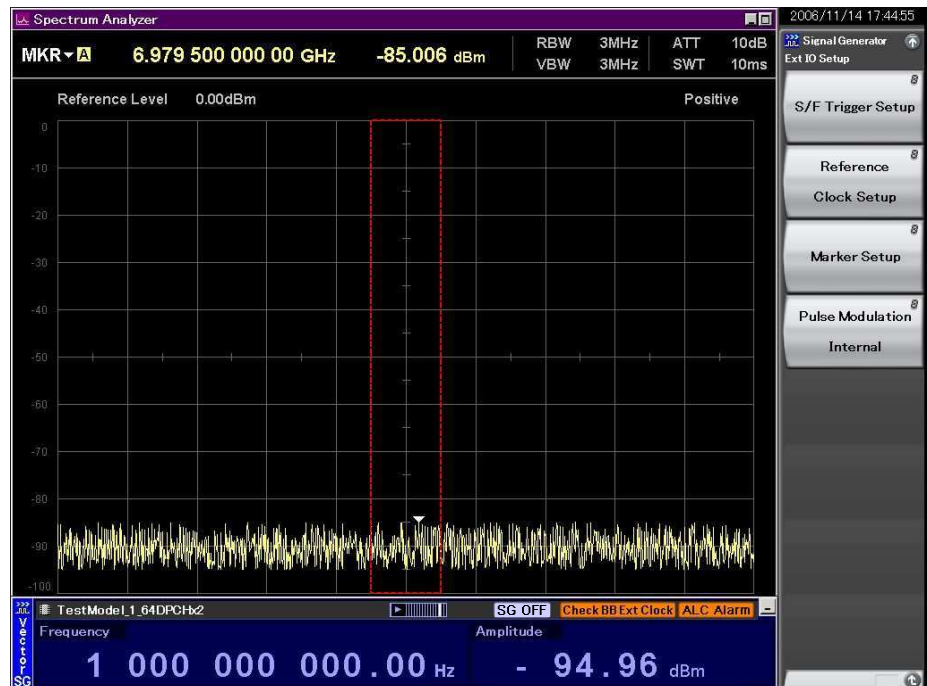 Spectrum Analyzer
2006/11/14 17:44:55
MKR A 6.979 500 000 00 GHz -85.006 dBm
RBW 3MHz ATT 10dB
VBW 3MHz SWT 10ms
Signal Generator
Ext IO Setup
Reference Level 0.00dBm Positive
0
-10
-20
-30
-40
-50
-60
-70
-80
-90
-100
8
S/F Trigger Setup
8
Reference
Clock Setup
8
Marker Setup
8
Pulse Modulation
Internal
Vector SG
TestModel_1_64DPCHx2 SG OFF Check BB Ext Clock ALC Alarm
Frequency Amplitude
1 000 000 000.00 Hz - 94.96 dBm